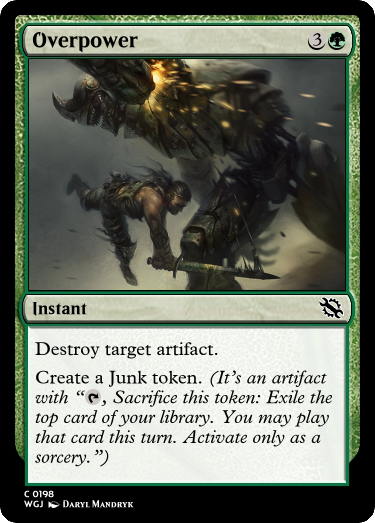 Overpower 3
Instant
Destroy target artifact.
Create a Junk token. (It's an artifact
with “, Sacrifice this token: Exile the
top card of your library. You may play
that card this turn. Activate only as a
sorcery.”)
C 0198
WGJ Daryl Mandryk